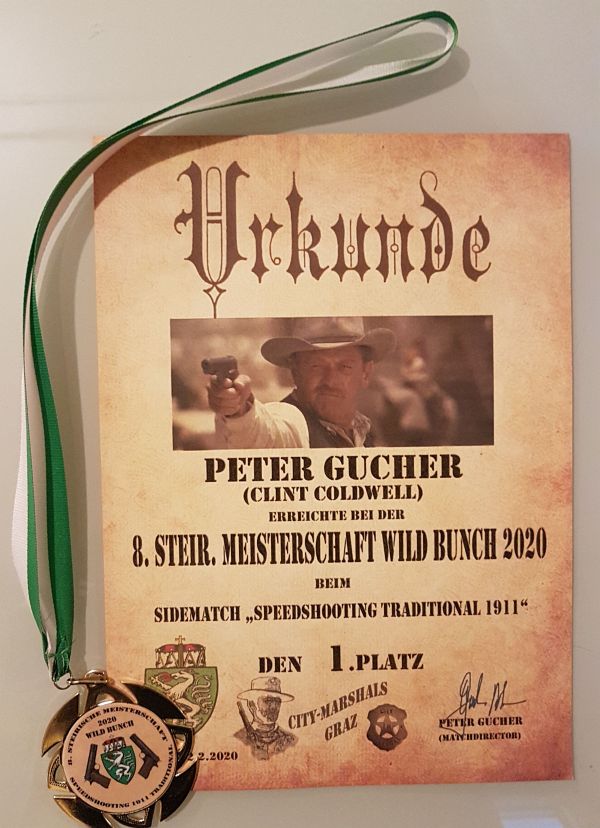 Urkunde
PETER GUCHER
(CLINT COLDWELL)
ERREICHTE BEI DER
8. STEIR. MEISTERSCHAFT WILD BUNCH 2020
BEIM
SIDEMATCH „SPEEDSHOOTING TRADITIONAL 1911“
DEN 1.PLATZ
CITY-MARSHALS
GRAZ
PETER GUCHER
(MATCHDIRECTOR)
2.2020
8. STEIRISCHE MEISTERSCHAFT
2020
WILD BUNCH
SPEEDSHOOTING 1911 TRADITIONAL